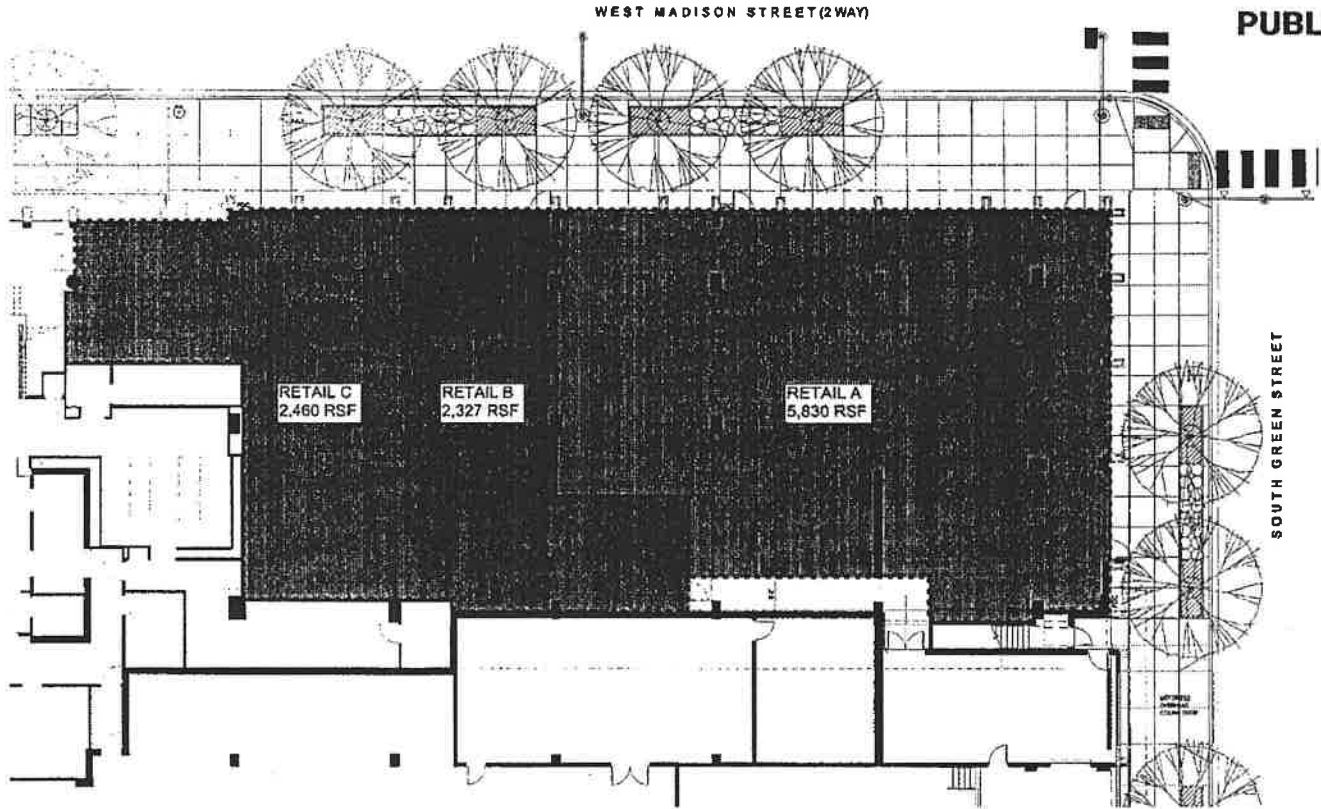 WEST MADISON STREET(2WAY)
PUBL
RETAIL C
2,460 RSF
RETAIL B
2,327 RSF
RETAIL A
5,830 RSF
SOUTH GREEN STREET